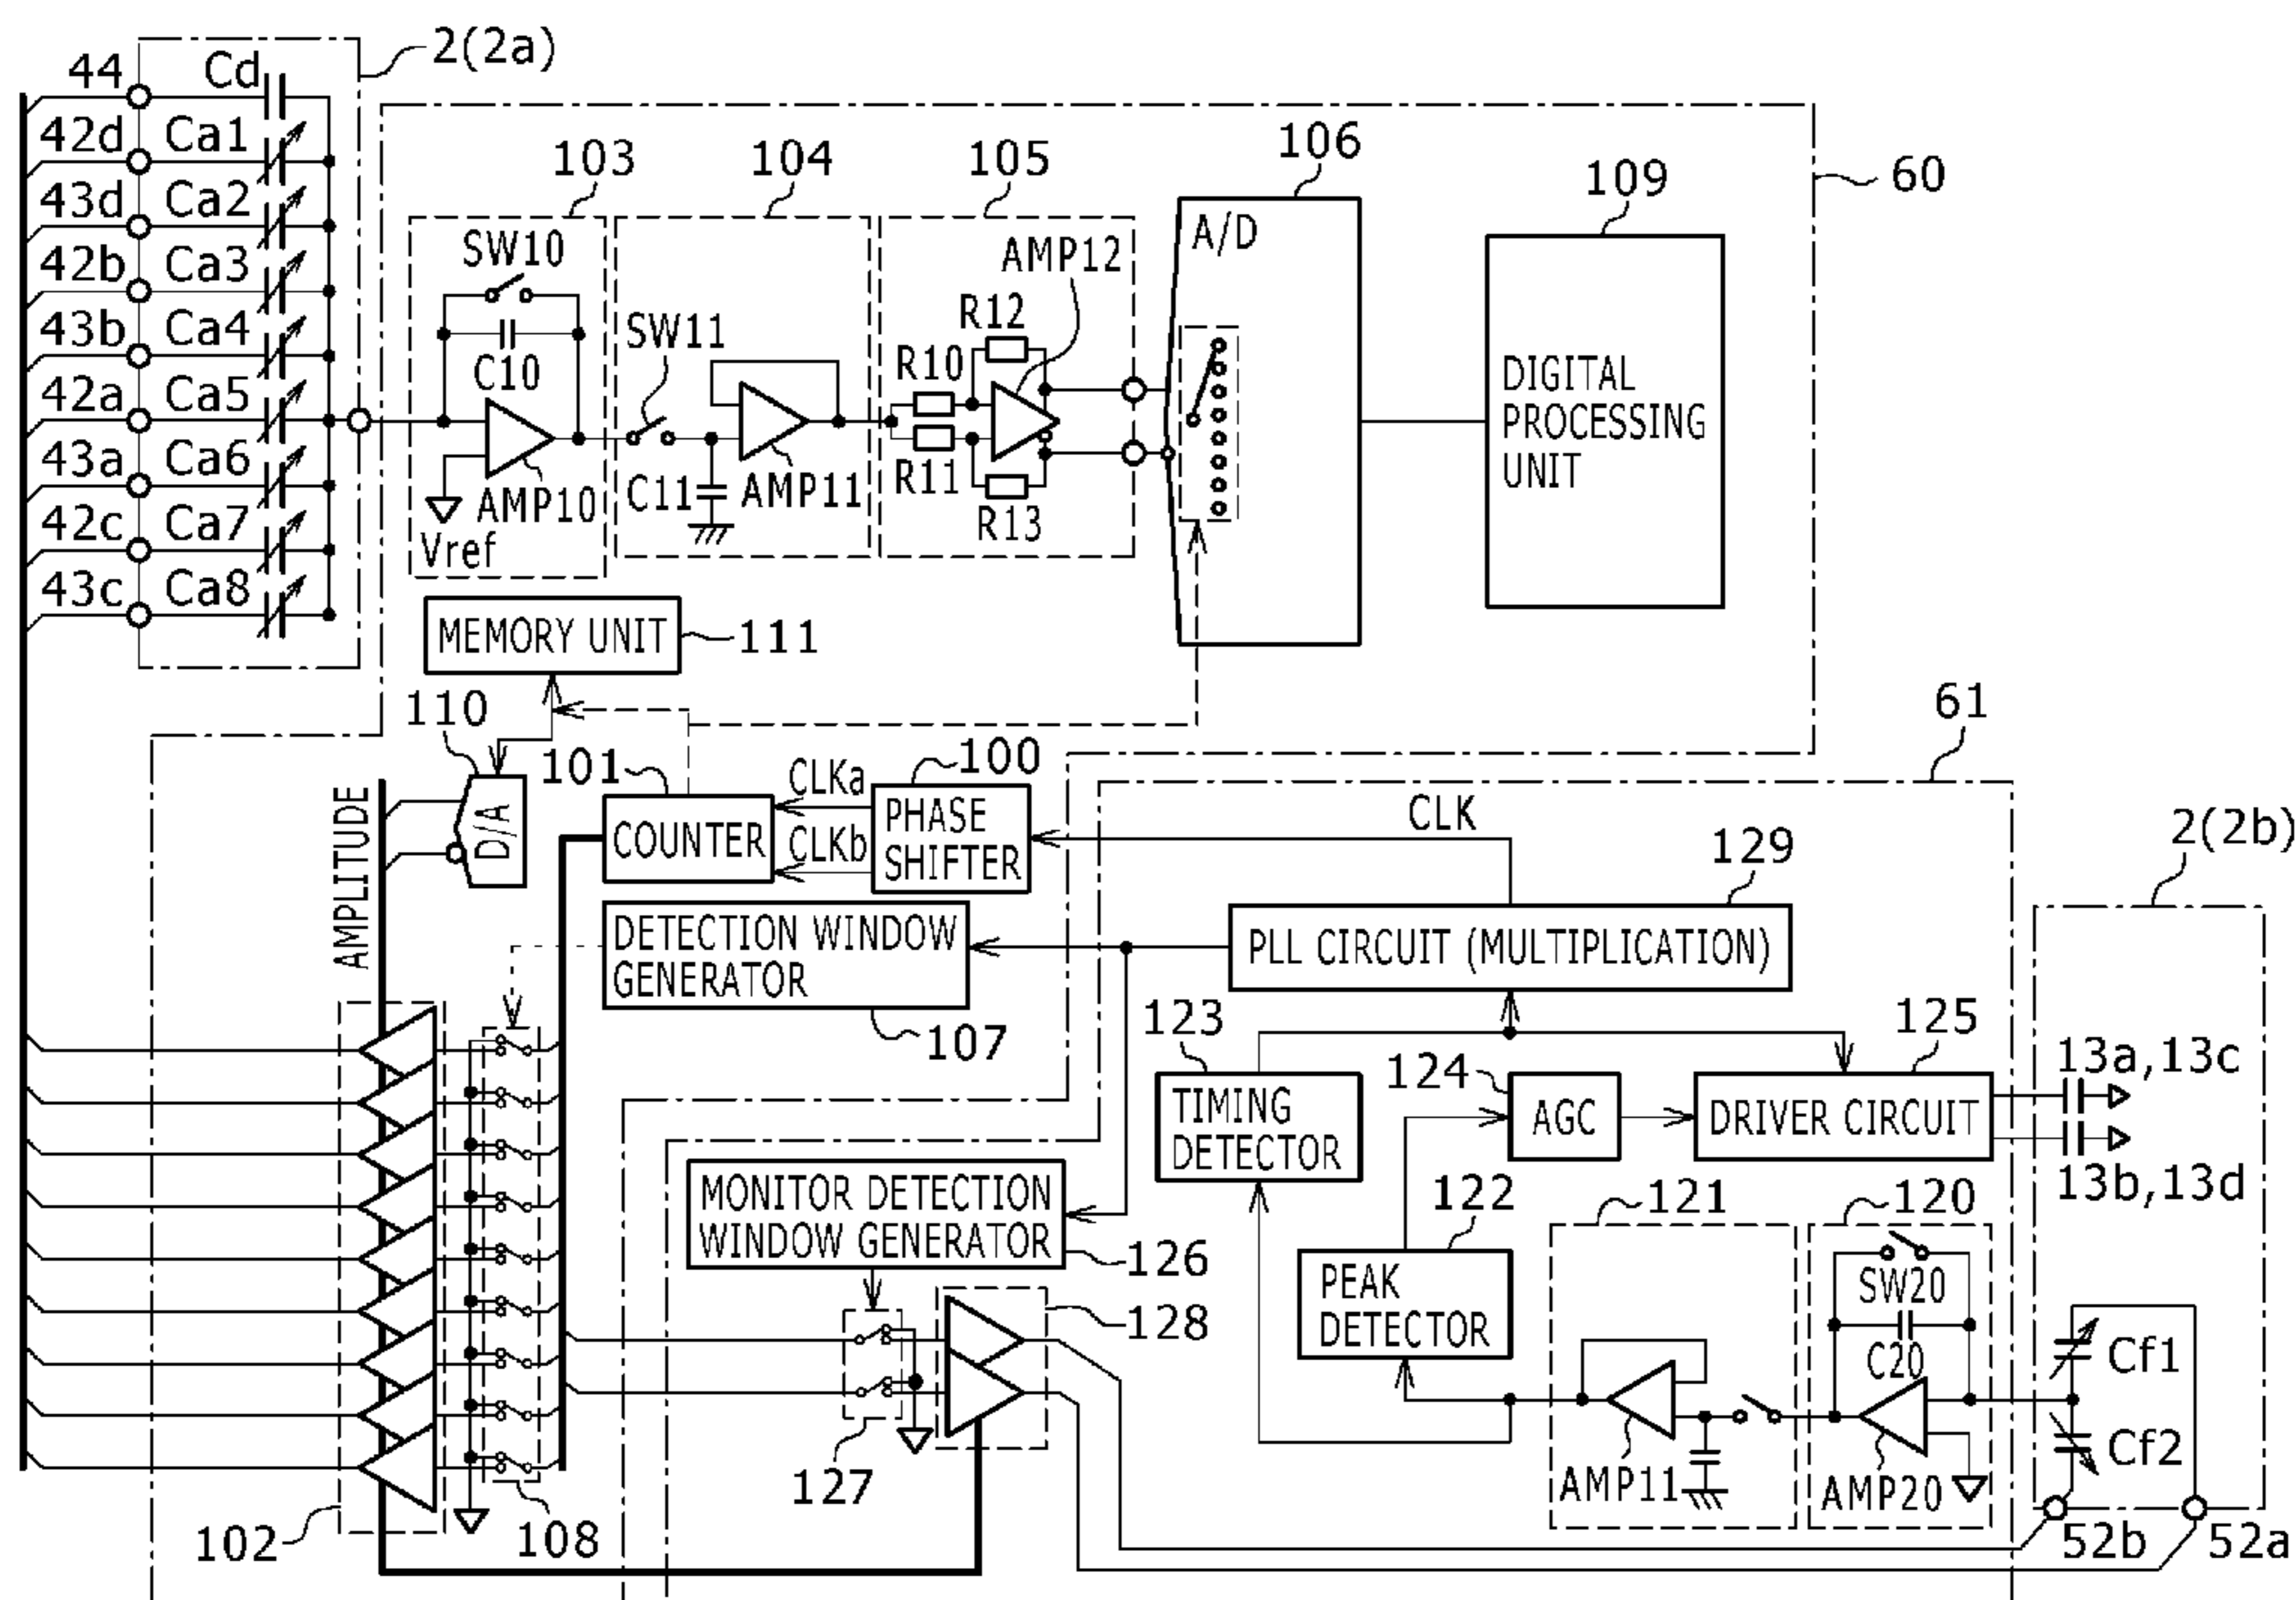 2(2a)
44
Cd
42d
Ca1
43d
Ca2
42b
Ca3
43b
Ca4
42a
Ca5
43a
Ca6
42c
Ca7
43c
Ca8
103
104
105
106
109
60
SW10
C10
AMP10
Vref
SW11
C11
AMP11
AMP12
R12
R10
R11
R13
A/D
DIGITAL
PROCESSING
UNIT
MEMORY UNIT
111
110
D/A
AMPLITUDE
101
COUNTER
CLKa
CLKb
100
PHASE
SHIFTER
CLK
61
2(2b)
129
PLL CIRCUIT (MULTIPLICATION)
DETECTION WINDOW
GENERATOR
107
123
TIMING
DETECTOR
124
AGC
125
DRIVER CIRCUIT
13a,13c
13b,13d
MONITOR DETECTION
WINDOW GENERATOR
126
122
PEAK
DETECTOR
121
120
SW20
C20
AMP11
AMP20
Cf1
Cf2
128
127
102
108
52b
52a